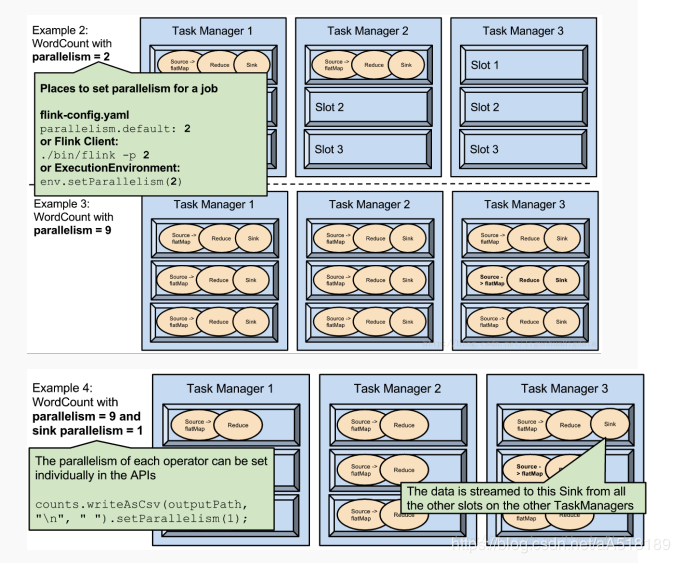 Example 2:
WordCount with
parallelism = 2
Places to set parallelism for a job
flink-config.yaml
parallelism.default: 2
or Flink Client:
./bin/flink -p 2
or ExecutionEnvironment:
env.setParallelism(2)
Task Manager 1
Source ->
flatMap
Reduce
Sink
Task Manager 2
Source ->
flatMap
Reduce
Sink
Slot 2
Slot 3
Task Manager 3
Slot 1
Slot 2
Slot 3
Example 3:
WordCount with
parallelism = 9
Task Manager 1
Source ->
flatMap
Reduce
Sink
Source ->
flatMap
Reduce
Sink
Source ->
flatMap
Reduce
Sink
Task Manager 2
Source ->
flatMap
Reduce
Sink
Source ->
flatMap
Reduce
Sink
Source ->
flatMap
Reduce
Sink
Task Manager 3
Source ->
flatMap
Reduce
Sink
Source -
> flatMap
Reduce
Sink
Source ->
flatMap
Reduce
Sink
Example 4:
WordCount with
parallelism = 9 and
sink parallelism = 1
The parallelism of each operator can be set
individually in the APIs
counts.writeAsCsv(outputPath,
"\n", " ").setParallelism(1);
Task Manager 1
Source ->
flatMap
Reduce
Task Manager 2
Source ->
flatMap
Reduce
Source ->
flatMap
Reduce
Source ->
flatMap
Reduce
Task Manager 3
Source ->
flatMap
Reduce
Sink
Source -
> flatMap
The data is streamed to this Sink from all
the other slots on the other TaskManagers
flatMap
Reduce